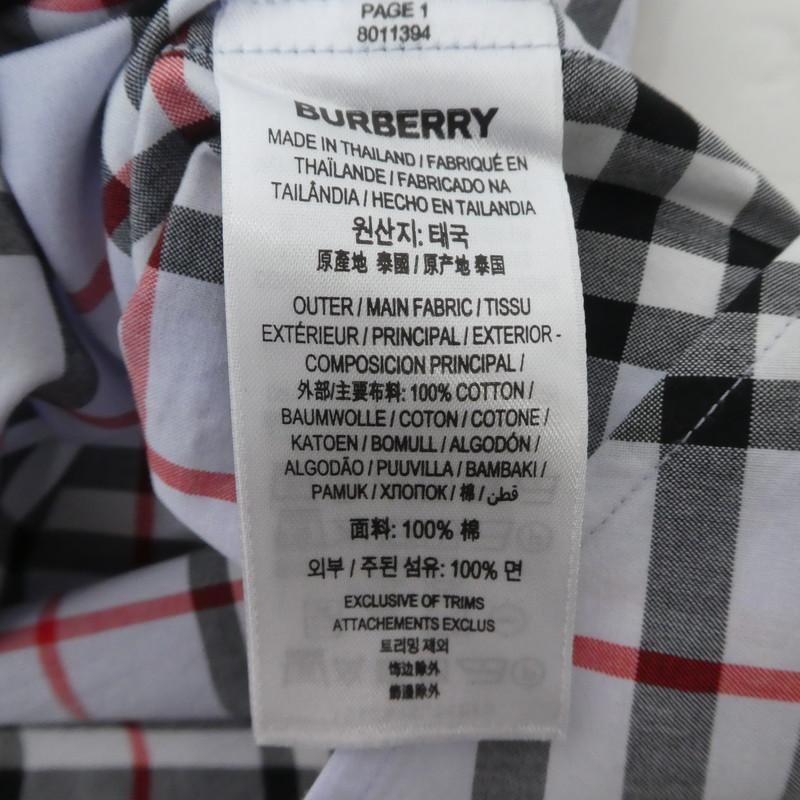 PAGE 1
8011394
BURBERRY
MADE IN THAILAND / FABRIQUÉ EN
THAÏLANDE / FABRICADO NA
TAILÂNDIA / HECHO EN TAILANDIA
원산지: 태국
原產地 泰國 / 原产地 泰国
OUTER / MAIN FABRIC / TISSU
EXTÉRIEUR / PRINCIPAL / EXTERIOR -
COMPOSICION PRINCIPAL /
外部/主要布料: 100% COTTON /
BAUMWOLLE / COTON / COTONE /
KATOEN / BOMULL / ALGODÓN /
ALGODÃO / PUUVILLA / BAMBAKI /
PAMUK / ХЛОПОК / 棉 / قطن
面料: 100% 棉
외부 / 주된 섬유: 100% 면
EXCLUSIVE OF TRIMS
ATTACHEMENTS EXCLUS
트리밍 제외
饰边除外
飾邊除外